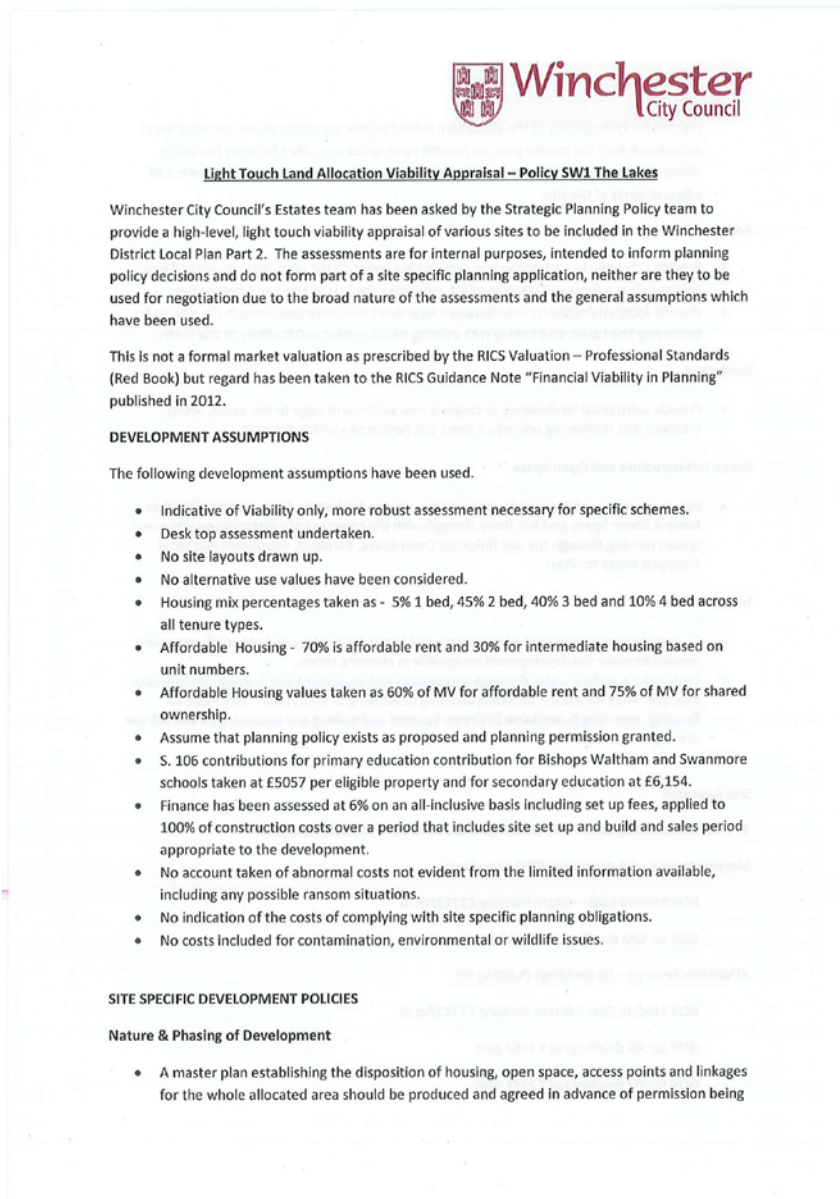 Winchester
City Council
Light Touch Land Allocation Viability Appraisal – Policy SW1 The Lakes
Winchester City Council's Estates team has been asked by the Strategic Planning Policy team to
provide a high-level, light touch viability appraisal of various sites to be included in the Winchester
District Local Plan Part 2.  The assessments are for internal purposes, intended to inform planning
policy decisions and do not form part of a site specific planning application, neither are they to be
used for negotiation due to the broad nature of the assessments and the general assumptions which
have been used.
This is not a formal market valuation as prescribed by the RICS Valuation – Professional Standards
(Red Book) but regard has been taken to the RICS Guidance Note "Financial Viability in Planning"
published in 2012.
DEVELOPMENT ASSUMPTIONS
The following development assumptions have been used.
• Indicative of Viability only, more robust assessment necessary for specific schemes.
• Desk top assessment undertaken.
• No site layouts drawn up.
• No alternative use values have been considered.
• Housing mix percentages taken as -  5% 1 bed, 45% 2 bed, 40% 3 bed and 10% 4 bed across
all tenure types.
• Affordable  Housing -  70% is affordable rent and 30% for intermediate housing based on
unit numbers.
• Affordable Housing values taken as 60% of MV for affordable rent and 75% of MV for shared
ownership.
• Assume that planning policy exists as proposed and planning permission granted.
• S. 106 contributions for primary education contribution for Bishops Waltham and Swanmore
schools taken at £5057 per eligible property and for secondary education at £6,154.
• Finance has been assessed at 6% on an all-inclusive basis including set up fees, applied to
100% of construction costs over a period that includes site set up and build and sales period
appropriate to the development.
• No account taken of abnormal costs not evident from the limited information available,
including any possible ransom situations.
• No indication of the costs of complying with site specific planning obligations.
• No costs included for contamination, environmental or wildlife issues.
SITE SPECIFIC DEVELOPMENT POLICIES
Nature & Phasing of Development
• A master plan establishing the disposition of housing, open space, access points and linkages
for the whole allocated area should be produced and agreed in advance of permission being